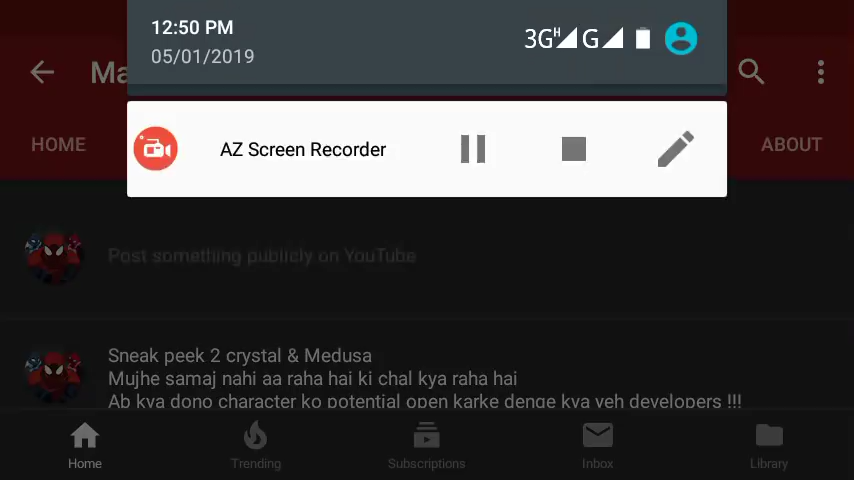 12:50 PM
05/01/2019
3G H G
Ma
AZ Screen Recorder
HOME
ABOUT
Post something publicly on YouTube
Sneak peek 2 crystal & Medusa
Mujhe samaj nahi aa raha hai ki chal kya raha hai
Ab kya dono character ko potential open karke denge kya yeh developers !!!
Home
Trending
Subscriptions
Inbox
Library